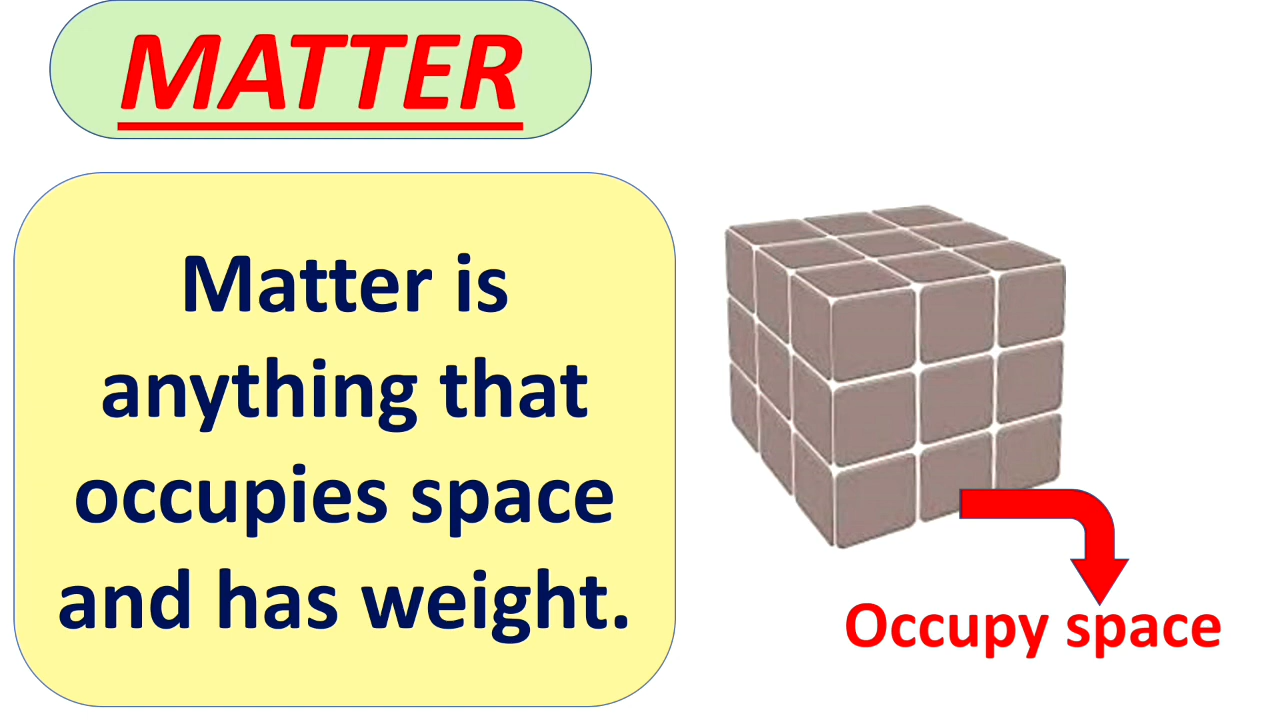 MATTER
Matter is
anything that
occupies space
and has weight.
Occupy space